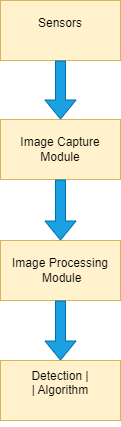 Sensors
Image Capture
Module
Image Processing
Module
Detection |
| Algorithm